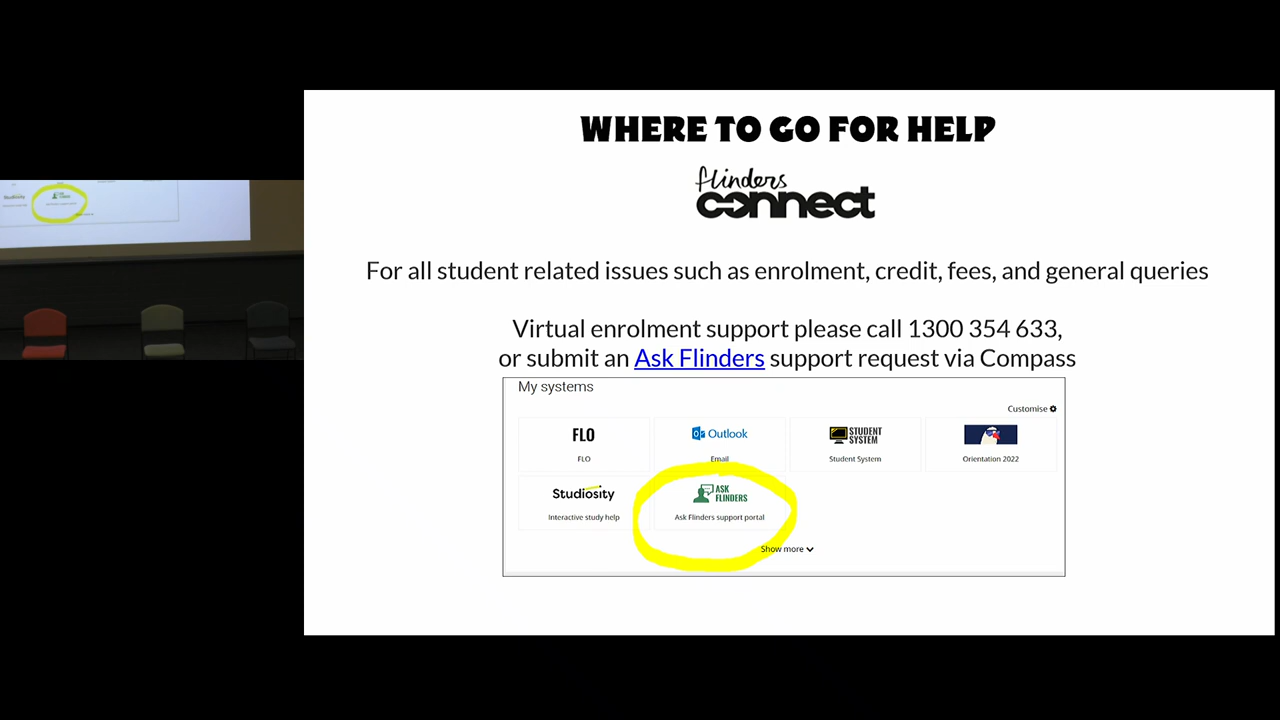 WHERE TO GO FOR HELP
flinders
connect
For all student related issues such as enrolment, credit, fees, and general queries
Virtual enrolment support please call 1300 354 633,
or submit an Ask Flinders support request via Compass
My systems
Customise
FLO
Outlook
STUDENT
SYSTEM
FLO
Email
Student System
Orientation 2022
Studiosity
ASK
FLINDERS
Interactive study help
Ask Flinders support portal
Show more
Studiosity